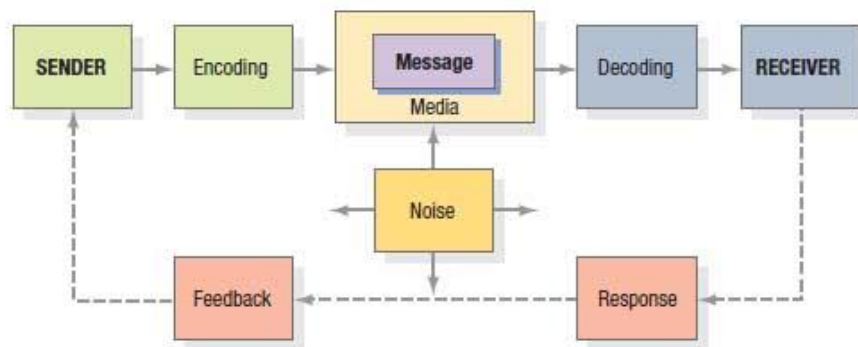 SENDER
Encoding
Message
Media
Decoding
RECEIVER
Noise
Feedback
Response